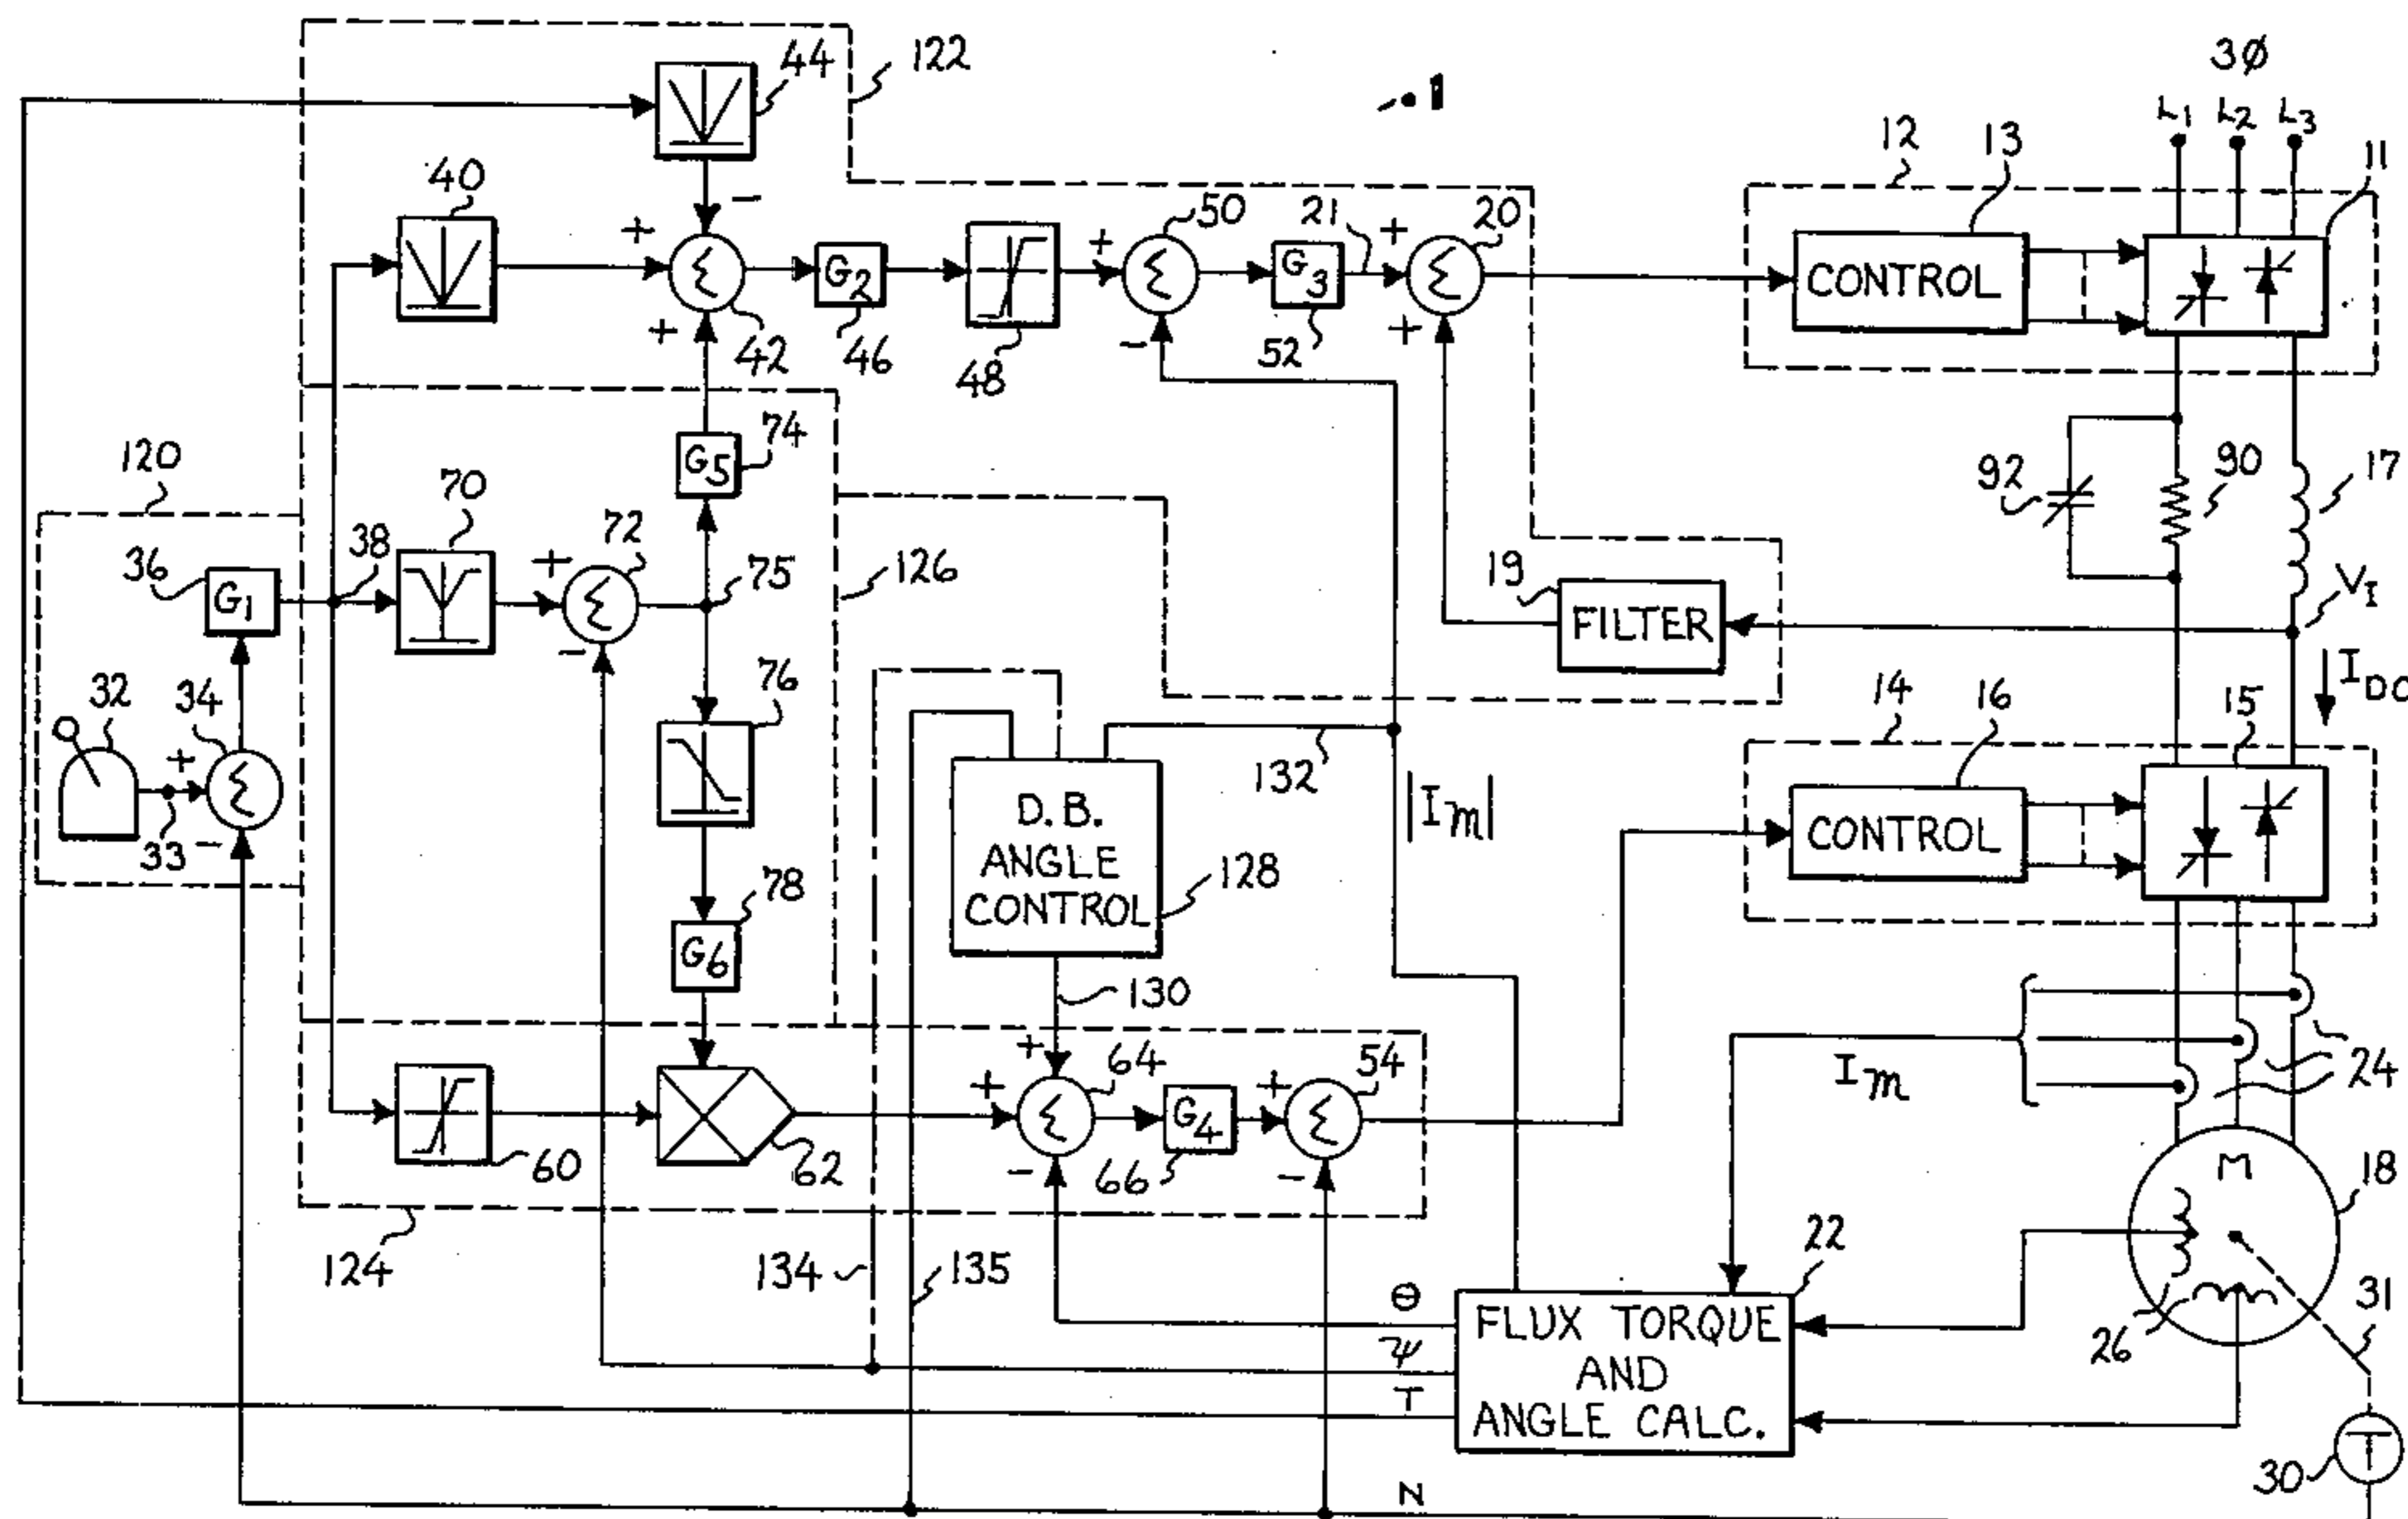 30
44
122
.1
3Ø
L1 L2 L3
12
13
11
40
−
+
50
21
+
20
+
Σ
G2
Σ
G3
Σ
CONTROL
+
42
46
48
−
52
+
120
G5
74
92
90
17
36
G1
38
70
+
72
Σ
75
126
19
FILTER
VI
−
32
34
+
Σ
33
−
76
132
|Im|
14
16
15
IDC
D.B.
ANGLE
CONTROL
128
CONTROL
78
G6
130
+
+
64
Σ
G4
+
54
Σ
Im
24
60
62
−
66
−
124
134
135
M
18
22
Θ
Ψ
T
FLUX TORQUE
AND
ANGLE CALC.
26
31
T
30
N